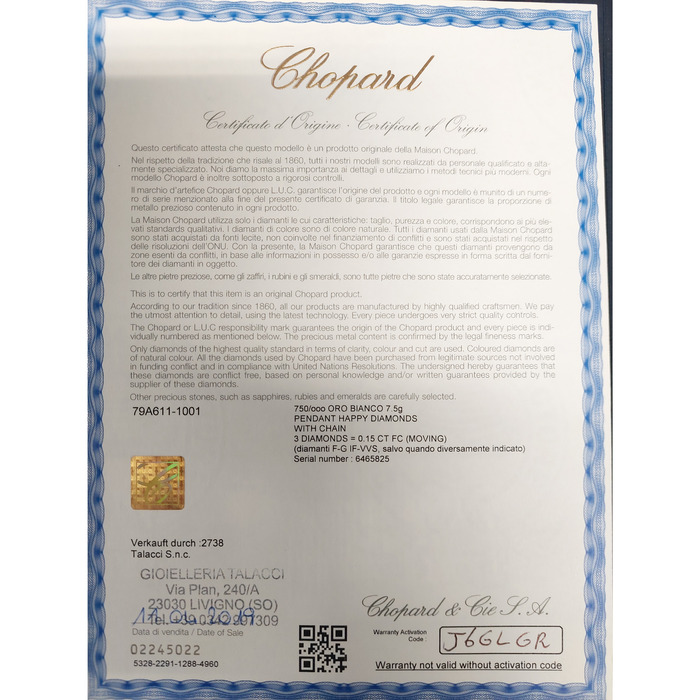 Chopard
Certificato d'Origine - Certificate of Origin
Questo certificato attesta che questo modello è un prodotto originale della Maison Chopard.
Nel rispetto della tradizione che risale al 1860, tutti i nostri modelli sono realizzati da personale qualificato e alta-
mente specializzato. Noi diamo la massima importanza ai dettagli e utilizziamo i metodi tecnici più moderni. Ogni
modello Chopard è inoltre sottoposto a rigorosi controlli.
Il marchio d'artefice Chopard oppure L.U.C. garantisce l'origine del prodotto e ogni modello è munito di un nume-
ro di serie menzionato alla fine del presente certificato di garanzia. Il titolo legale garantisce la proporzione di
metallo prezioso contenuto in ogni prodotto.
La Maison Chopard utilizza solo i diamanti le cui caratteristiche: taglio, purezza e colore, corrispondono ai più ele-
vati standards qualitativi. I diamanti di colore sono di colore naturale. Tutti i diamanti usati dalla Maison Chopard
sono stati acquistati da fonti lecite, non coinvolte nel finanziamento di conflitti e sono stati acquistati nel rispetto
delle risoluzioni dell'ONU. Con la presente, la Maison Chopard garantisce che questi diamanti provengono da
zone esenti da conflitti, in base alle informazioni in possesso e/o alle garanzie espresse in forma scritta dal forni-
tore dei diamanti in oggetto.
Le altre pietre preziose, come gli zaffiri, i rubini e gli smeraldi, sono tutte pietre che sono state accuratamente selezionate.
This is to certify that this item is an original Chopard product.
According to our tradition since 1860, all our products are manufactured by highly qualified craftsmen. We pay
the utmost attention to detail, using the latest technology. Every piece undergoes very strict quality controls.
The Chopard or L.U.C responsibility mark guarantees the origin of the Chopard product and every piece is indi-
vidually numbered as mentioned below. The precious metal content is confirmed by the legal fineness marks.
Only diamonds of the highest quality standard in terms of clarity, colour and cut are used. Coloured diamonds are
of natural colour. All the diamonds used by Chopard have been purchased from legitimate sources not involved
in funding conflict and in compliance with United Nations Resolutions. The undersigned hereby guarantees that
these diamonds are conflict free, based on personal knowledge and/or written guarantees provided by the
supplier of these diamonds.
Other precious stones, such as sapphires, rubies and emeralds are carefully selected.
79A611-1001
750/ooo ORO BIANCO 7.5g
PENDANT HAPPY DIAMONDS
WITH CHAIN
3 DIAMONDS = 0.15 CT FC (MOVING)
(diamanti F-G IF-VVS, salvo quando diversamente indicato)
Serial number : 6465825
Verkauft durch :2738
Talacci S.n.c.
GIOIELLERIA TALACCI
Via Plan, 240/A
23030 LIVIGNO (SO)
Tel. +39 0342 997309
Data di vendita / Date of Sale
02245022
5328-2291-1288-4960
Chopard & Cie S.A.
Warranty Activation
Code :
J6GLGR
Warranty not valid without activation code